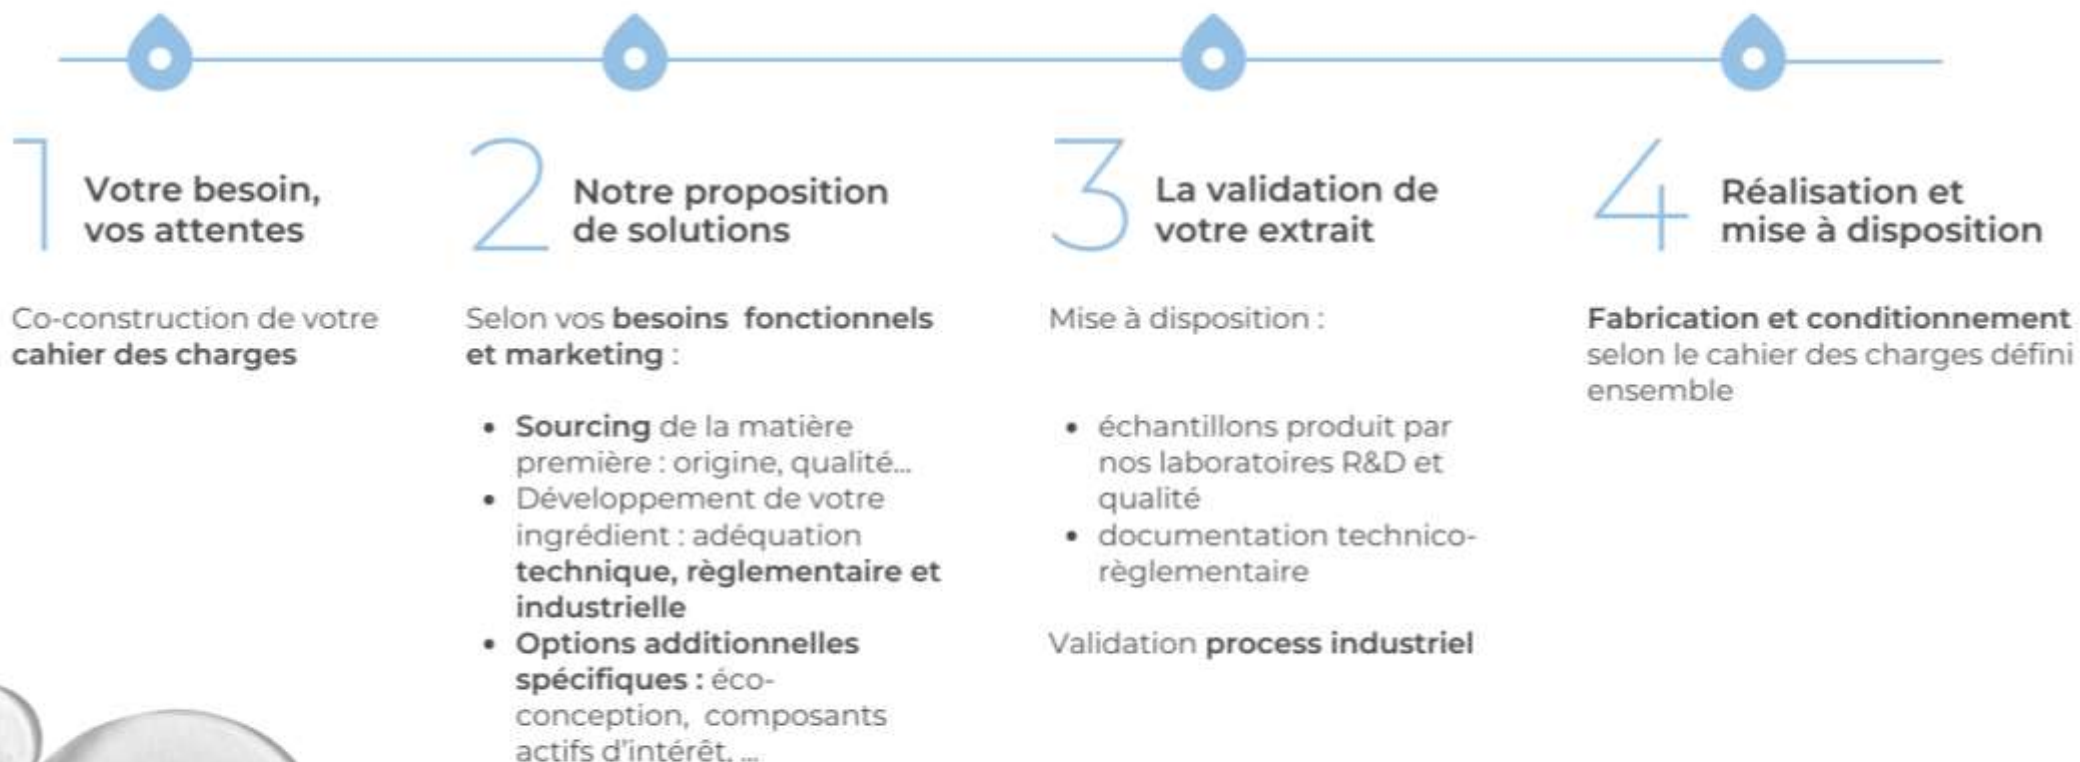 1
Votre besoin,
vos attentes
Co-construction de votre
cahier des charges
2
Notre proposition
de solutions
Selon vos besoins fonctionnels
et marketing :
• Sourcing de la matière
première : origine, qualité...
• Développement de votre
ingrédient : adéquation
technique, règlementaire et
industrielle
• Options additionnelles
spécifiques : éco-
conception, composants
actifs d'intérêt, ...
3
La validation de
votre extrait
Mise à disposition :
• échantillons produit par
nos laboratoires R&D et
qualité
• documentation technico-
règlementaire
Validation process industriel
4
Réalisation et
mise à disposition
Fabrication et conditionnement
selon le cahier des charges défini
ensemble